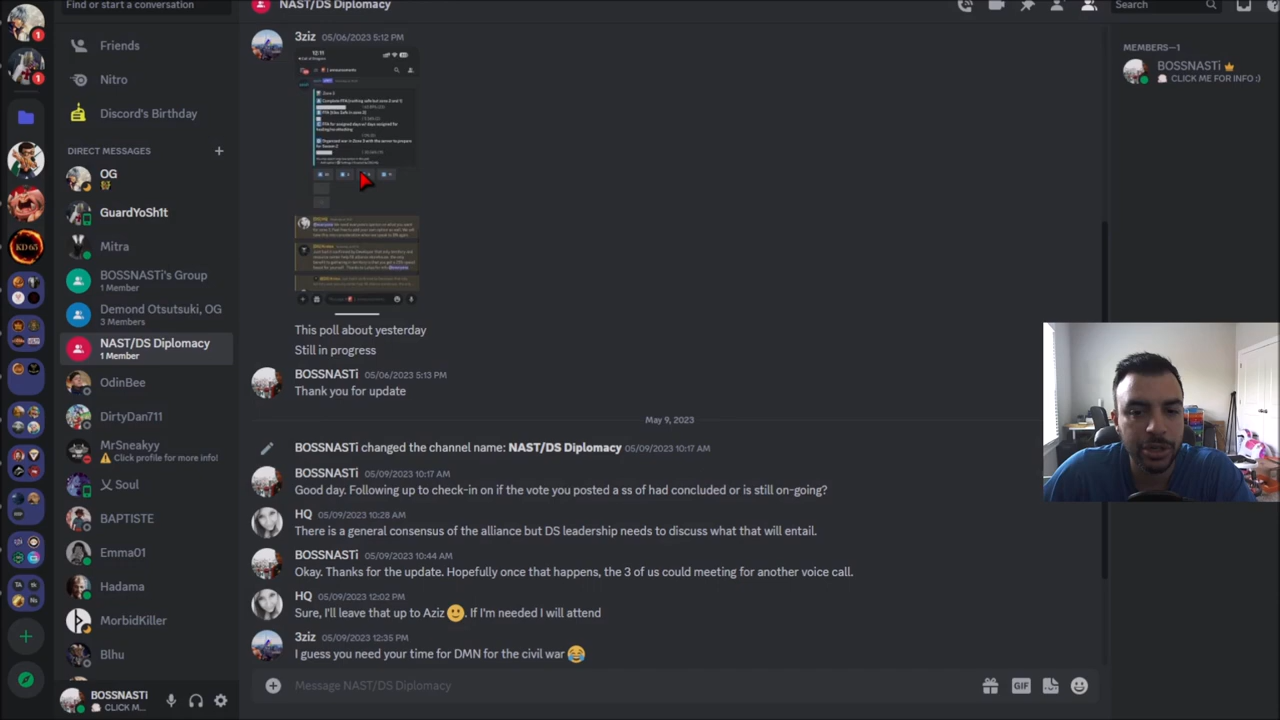 Find or start a conversation
NAST/DS Diplomacy
Search
Friends
Nitro
Discord's Birthday
DIRECT MESSAGES
OG
GuardYoSh1t
Mitra
BOSSNASTi's Group
1 Member
Demond Otsutsuki, OG
3 Members
NAST/DS Diplomacy
1 Member
OdinBee
DirtyDan711
MrSneakyy
Click profile for more info!
乂 Soul
BAPTISTE
Emma01
Hadama
MorbidKiller
Blhu
BOSSNASTi
CLICK M...
1
1
KD 65
3ziz 05/06/2023 5:12 PM
12:11
This poll about yesterday
Still in progress
BOSSNASTi 05/06/2023 5:13 PM
Thank you for update
May 9, 2023
BOSSNASTi changed the channel name: NAST/DS Diplomacy 05/09/2023 10:17 AM
BOSSNASTi 05/09/2023 10:17 AM
Good day. Following up to check-in on if the vote you posted a ss of had concluded or is still on-going?
HQ 05/09/2023 10:28 AM
There is a general consensus of the alliance but DS leadership needs to discuss what that will entail.
BOSSNASTi 05/09/2023 10:44 AM
Okay. Thanks for the update. Hopefully once that happens, the 3 of us could meeting for another voice call.
HQ 05/09/2023 12:02 PM
Sure, I'll leave that up to Aziz 🙂. If I'm needed I will attend
3ziz 05/09/2023 12:35 PM
I guess you need your time for DMN for the civil war 😂
Message NAST/DS Diplomacy
GIF
MEMBERS—1
BOSSNASTi
CLICK ME FOR INFO :)